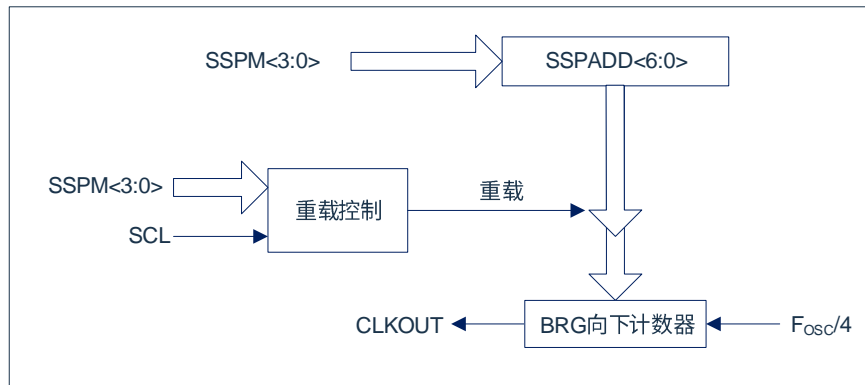 SSPM<3:0>
SSPADD<6:0>
SSPM<3:0>
重载控制
重载
SCL
CLKOUT
BRG向下计数器
FOSC/4